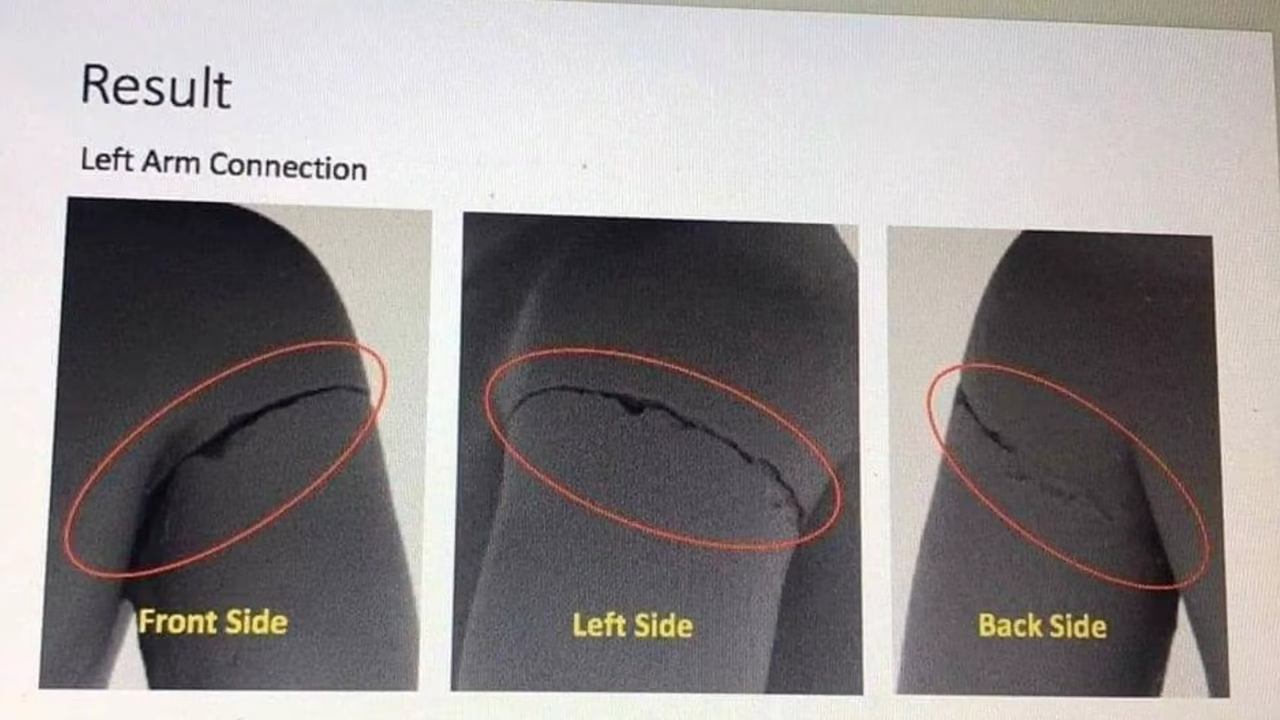 Result
Left Arm Connection
Front Side
Left Side
Back Side